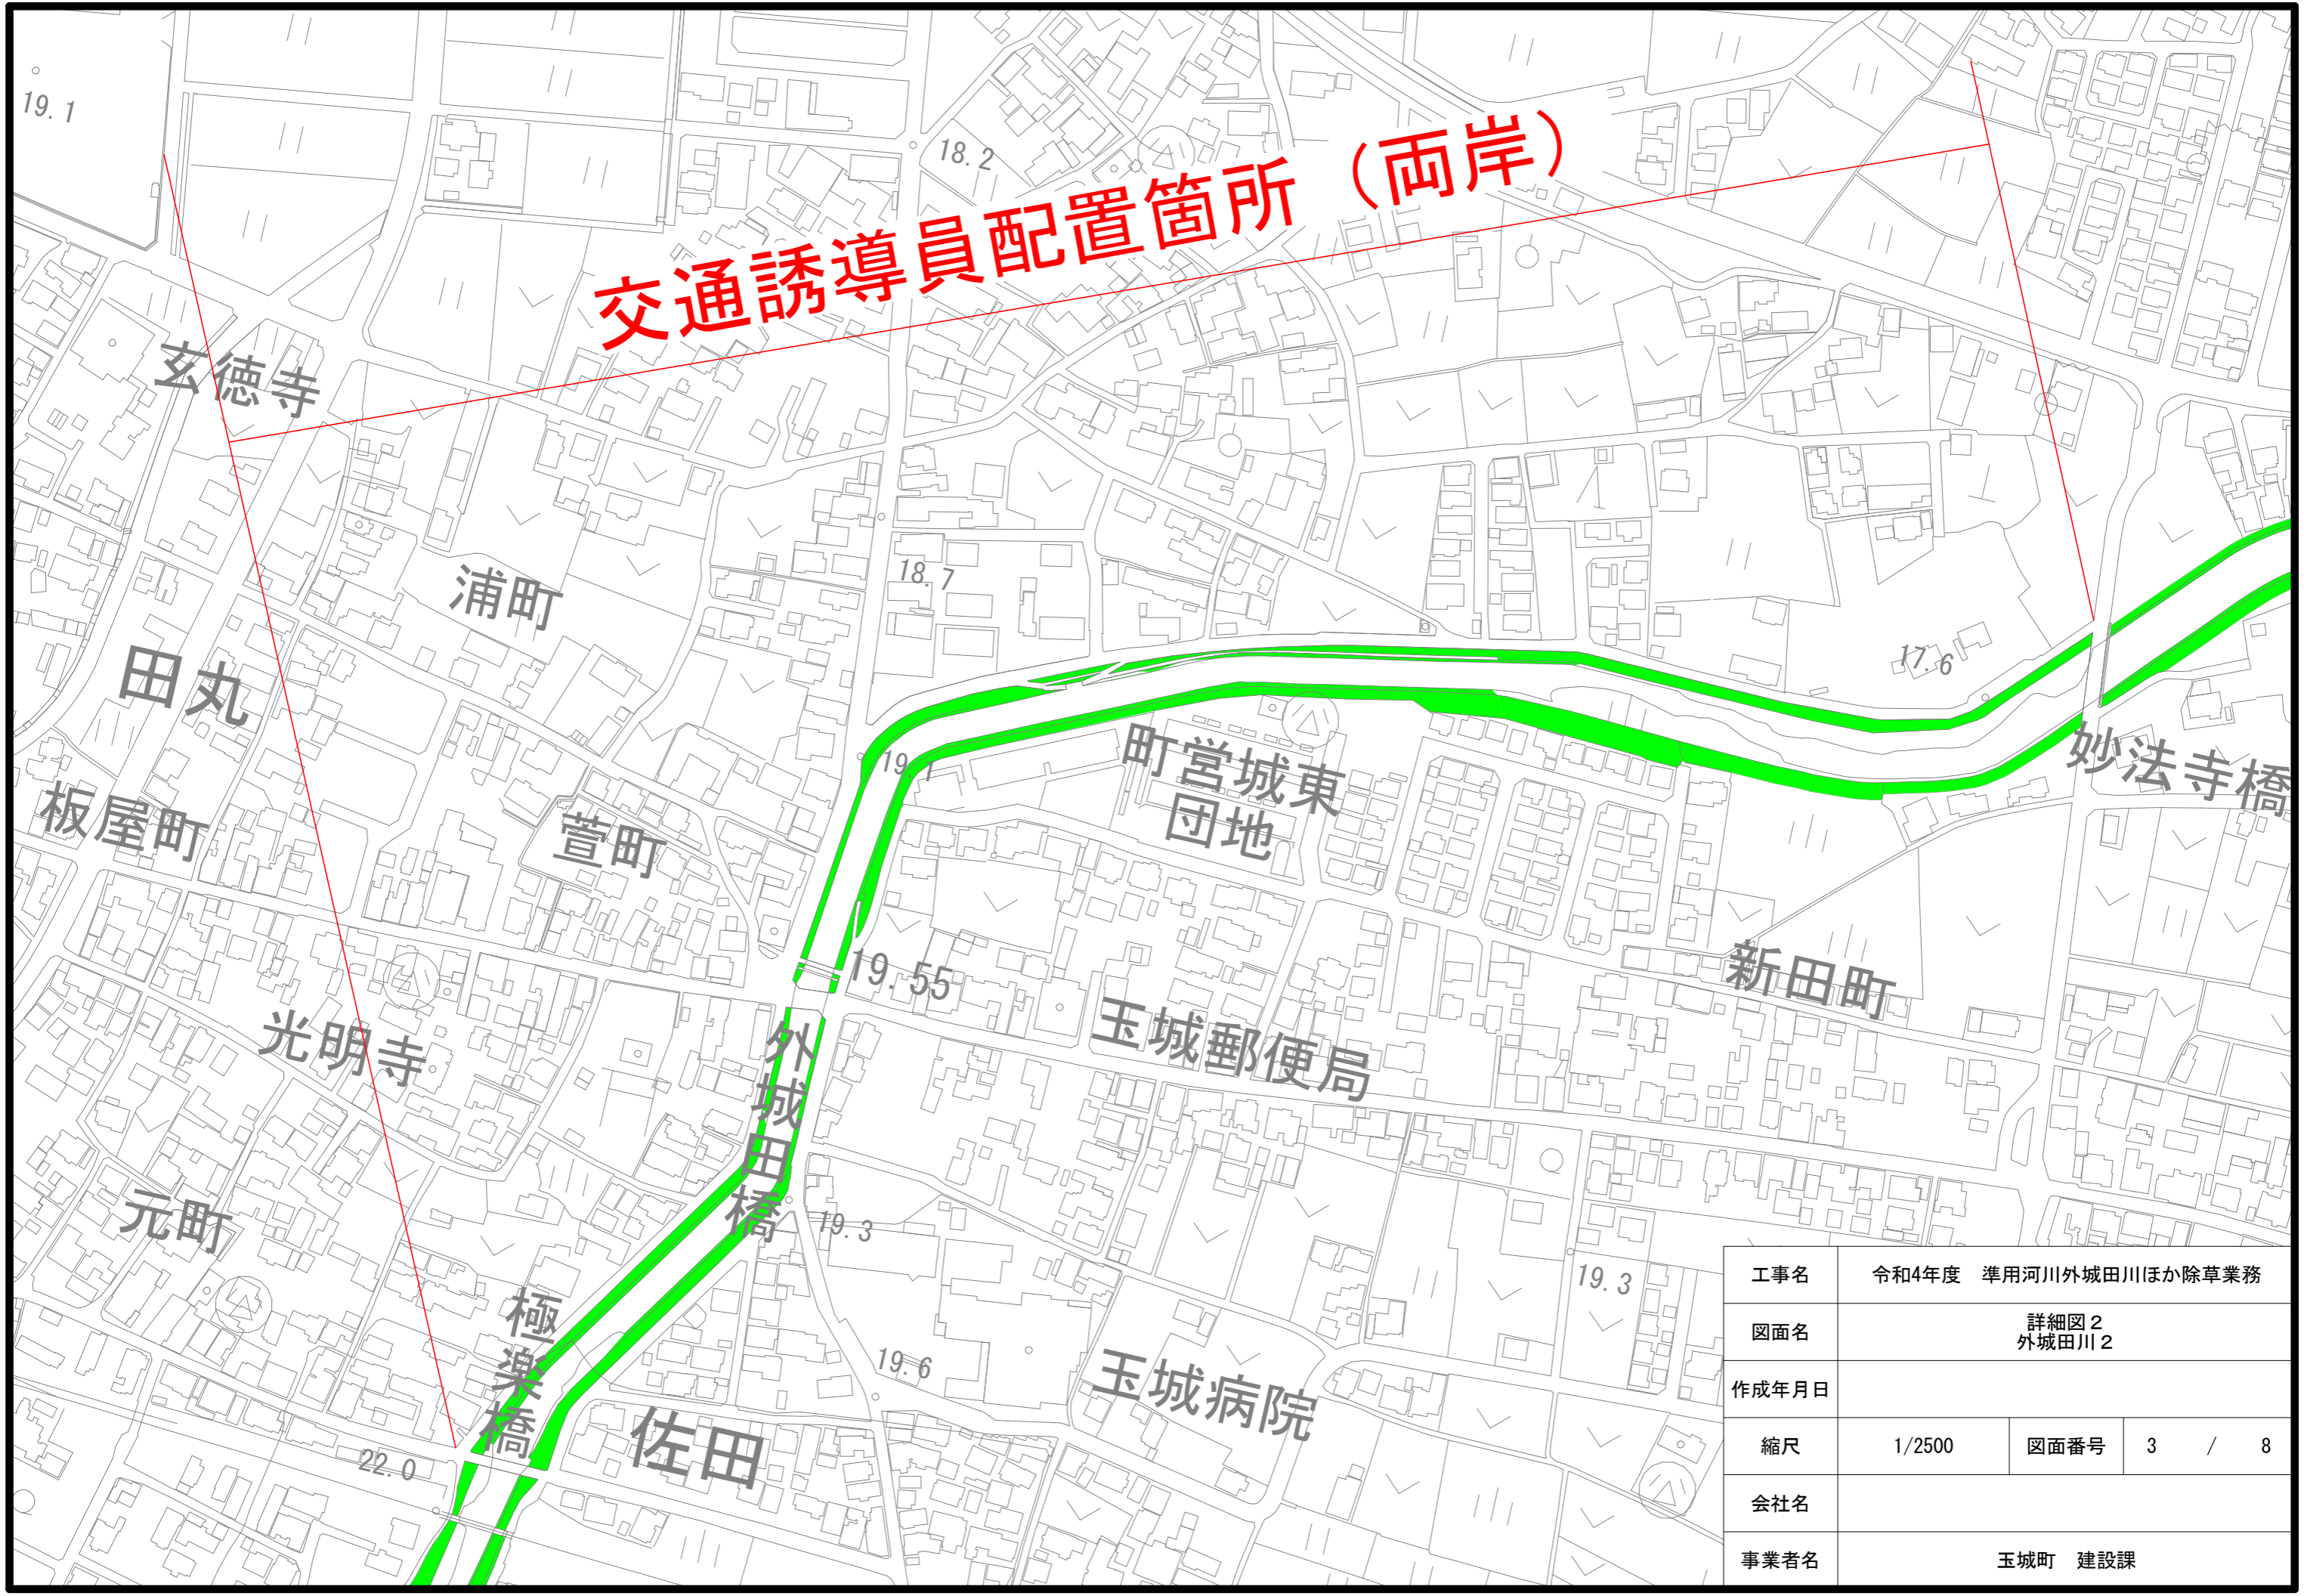 19.1
18.2
交通誘導員配置箇所（両岸）
玄徳寺
浦町
18.7
田丸
17.6
19.1
町営城東
団地
妙法寺橋
板屋町
萱町
19.55
新田町
光明寺
外城田橋
玉城郵便局
元町
19.3
19.3
極楽橋
19.6
玉城病院
佐田
22.0
工事名 令和4年度 準用河川外城田川ほか除草業務
図面名 詳細図２
外城田川２
作成年月日
縮尺 1/2500 図面番号 3 / 8
会社名
事業者名 玉城町 建設課